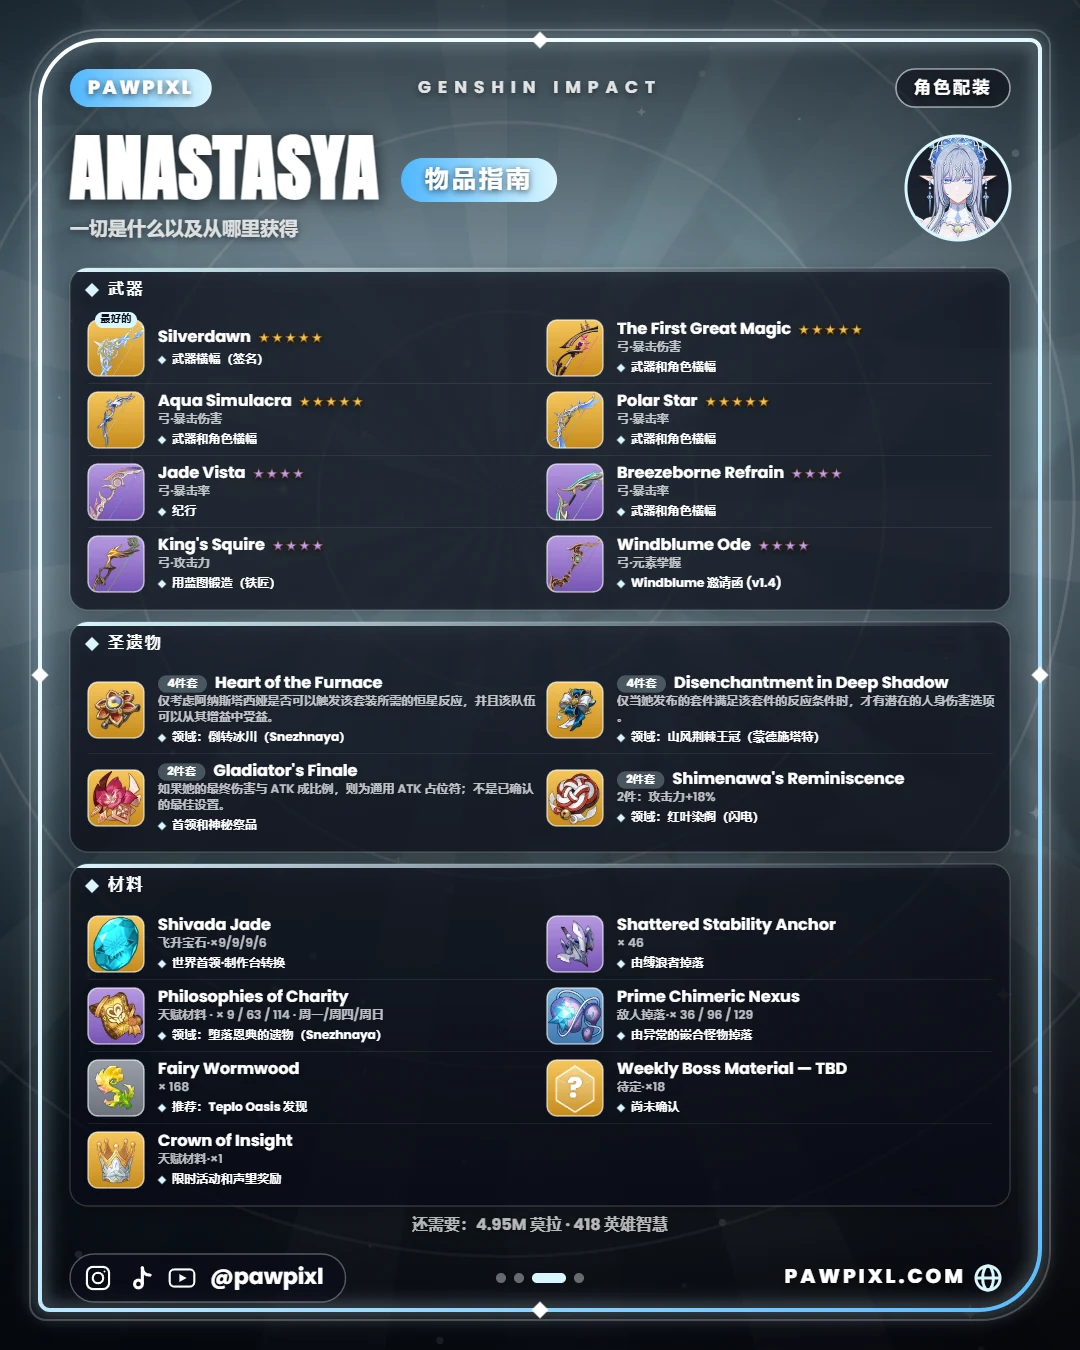 PAWPIXL
GENSHIN IMPACT
角色配装
ANASTASYA
物品指南
一切是什么以及从哪里获得
武器
最好的
Silverdawn ★★★★★
武器横幅（签名）
The First Great Magic ★★★★★
弓·暴击伤害
武器和角色横幅
Aqua Simulacra ★★★★★
弓·暴击伤害
武器和角色横幅
Polar Star ★★★★★
弓·暴击率
武器和角色横幅
Jade Vista ★★★★
弓·暴击率
纪行
Breezeborne Refrain ★★★★
弓·暴击率
武器和角色横幅
King's Squire ★★★★
弓·攻击力
用蓝图锻造（铁匠）
Windblume Ode ★★★★
弓·元素掌握
Windblume 邀请函 (v1.4)
圣遗物
4件套 Heart of the Furnace
仅考虑阿纳斯塔西娅是否可以触发该套装所需的恒星反应，并且该队伍
可以从其增益中受益。
领域：倒转冰川（Snezhnaya）
4件套 Disenchantment in Deep Shadow
仅当她发布的套件满足该套件的反应条件时，才有潜在的人身伤害选项
。
领域：山风荆棘王冠（蒙德施塔特）
2件套 Gladiator's Finale
如果她的最终伤害与 ATK 成比例，则为通用 ATK 占位符；不是已确认
的最佳设置。
首领和神秘祭品
2件套 Shimenawa's Reminiscence
2件：攻击力+18%
领域：红叶染阁（闪电）
材料
Shivada Jade
飞升宝石·×9/9/9/6
世界首领·制作台转换
Shattered Stability Anchor
× 46
由缚浪者掉落
Philosophies of Charity
天赋材料 · × 9 / 63 / 114 · 周一/周四/周日
领域：堕落恩典的遗物（Snezhnaya）
Prime Chimeric Nexus
敌人掉落·× 36 / 96 / 129
由异常的嵌合怪物掉落
Fairy Wormwood
× 168
推荐：Teplo Oasis 发现
Weekly Boss Material — TBD
待定·×18
尚未确认
Crown of Insight
天赋材料·×1
限时活动和声望奖励
还需要：4.95M 莫拉 · 418 英雄智慧
@pawpixl
PAWPIXL.COM